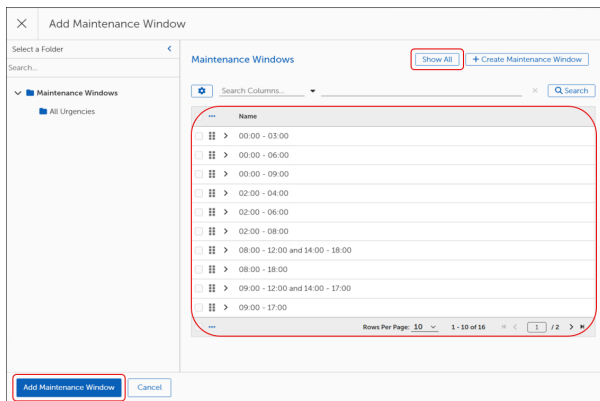 Add Maintenance Window
Select a Folder
Search...
Maintenance Windows
All Urgencies
Maintenance Windows
Show All
+ Create Maintenance Window
Search Columns...
Search
Name
00:00 - 03:00
00:00 - 06:00
00:00 - 09:00
02:00 - 04:00
02:00 - 06:00
02:00 - 08:00
08:00 - 12:00 and 14:00 - 18:00
08:00 - 18:00
09:00 - 12:00 and 14:00 - 17:00
09:00 - 17:00
Rows Per Page: 10 1 - 10 of 16 1 / 2
Add Maintenance Window Cancel